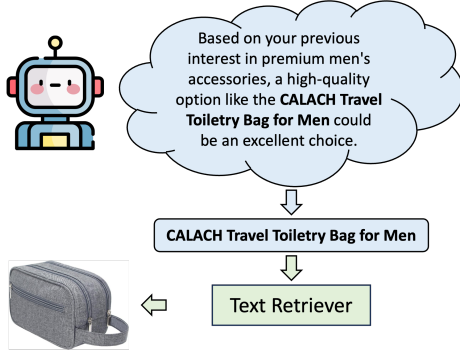 Based on your previous
interest in premium men's
accessories, a high-quality
option like the CALACH Travel
Toiletry Bag for Men could
be an excellent choice.
CALACH Travel Toiletry Bag for Men
Text Retriever